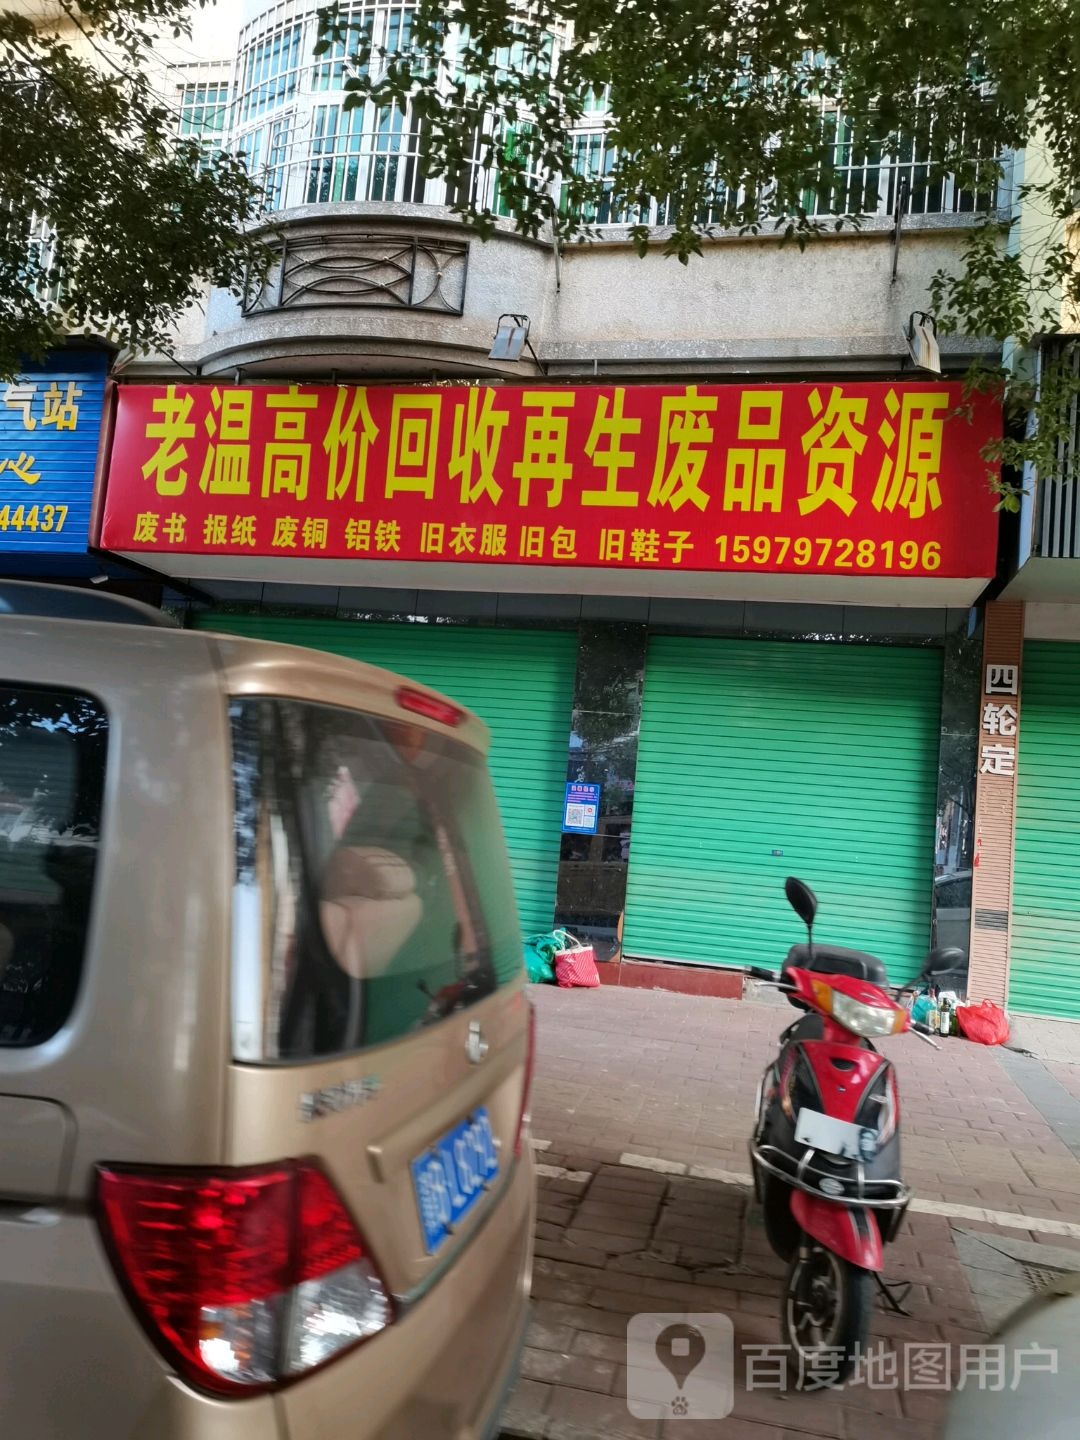 气站
心
44437
老温高价回收再生废品资源
废书 报纸 废铜 铝铁 旧衣服 旧包 旧鞋子 15979728196
四轮定
百度地图用户